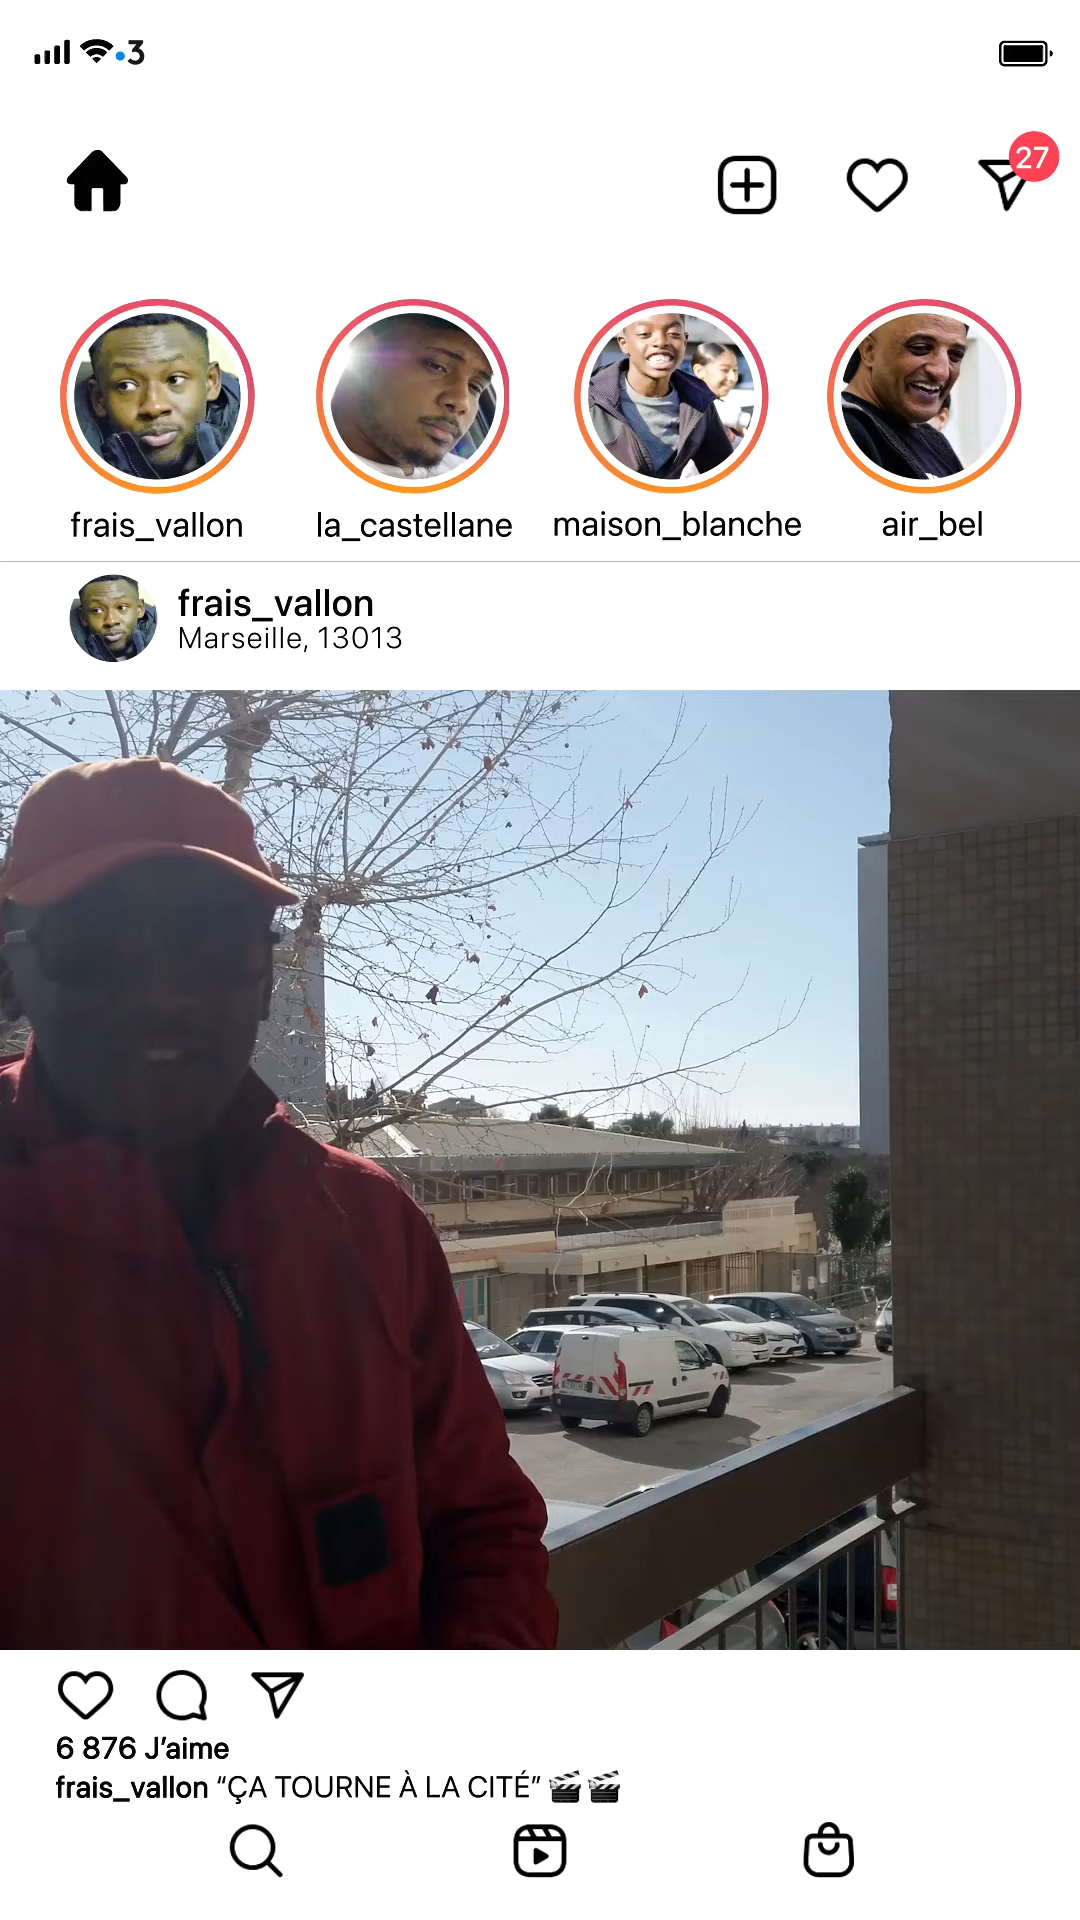 3
27
frais_vallon
la_castellane
maison_blanche
air_bel
frais_vallon
Marseille, 13013
6 876 J’aime
frais_vallon “ÇA TOURNE À LA CITÉ” 🎬🎬